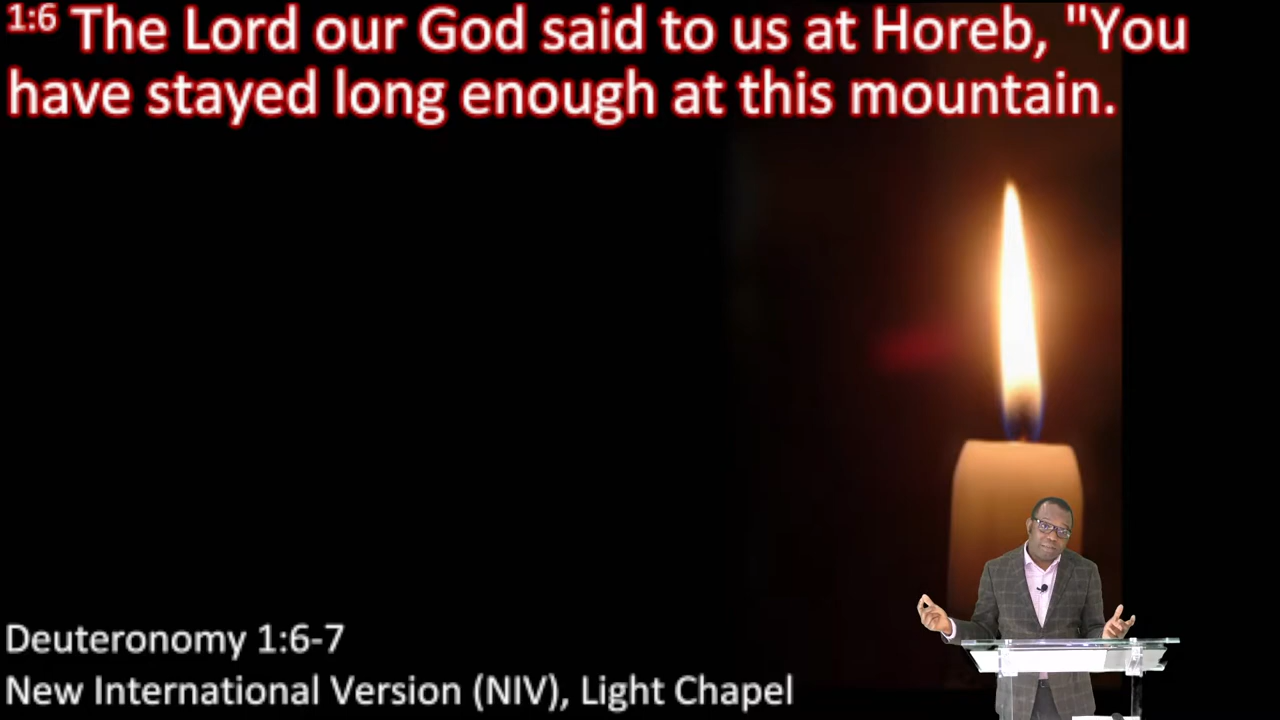 1:6 The Lord our God said to us at Horeb, "You
have stayed long enough at this mountain.
Deuteronomy 1:6-7
New International Version (NIV), Light Chapel